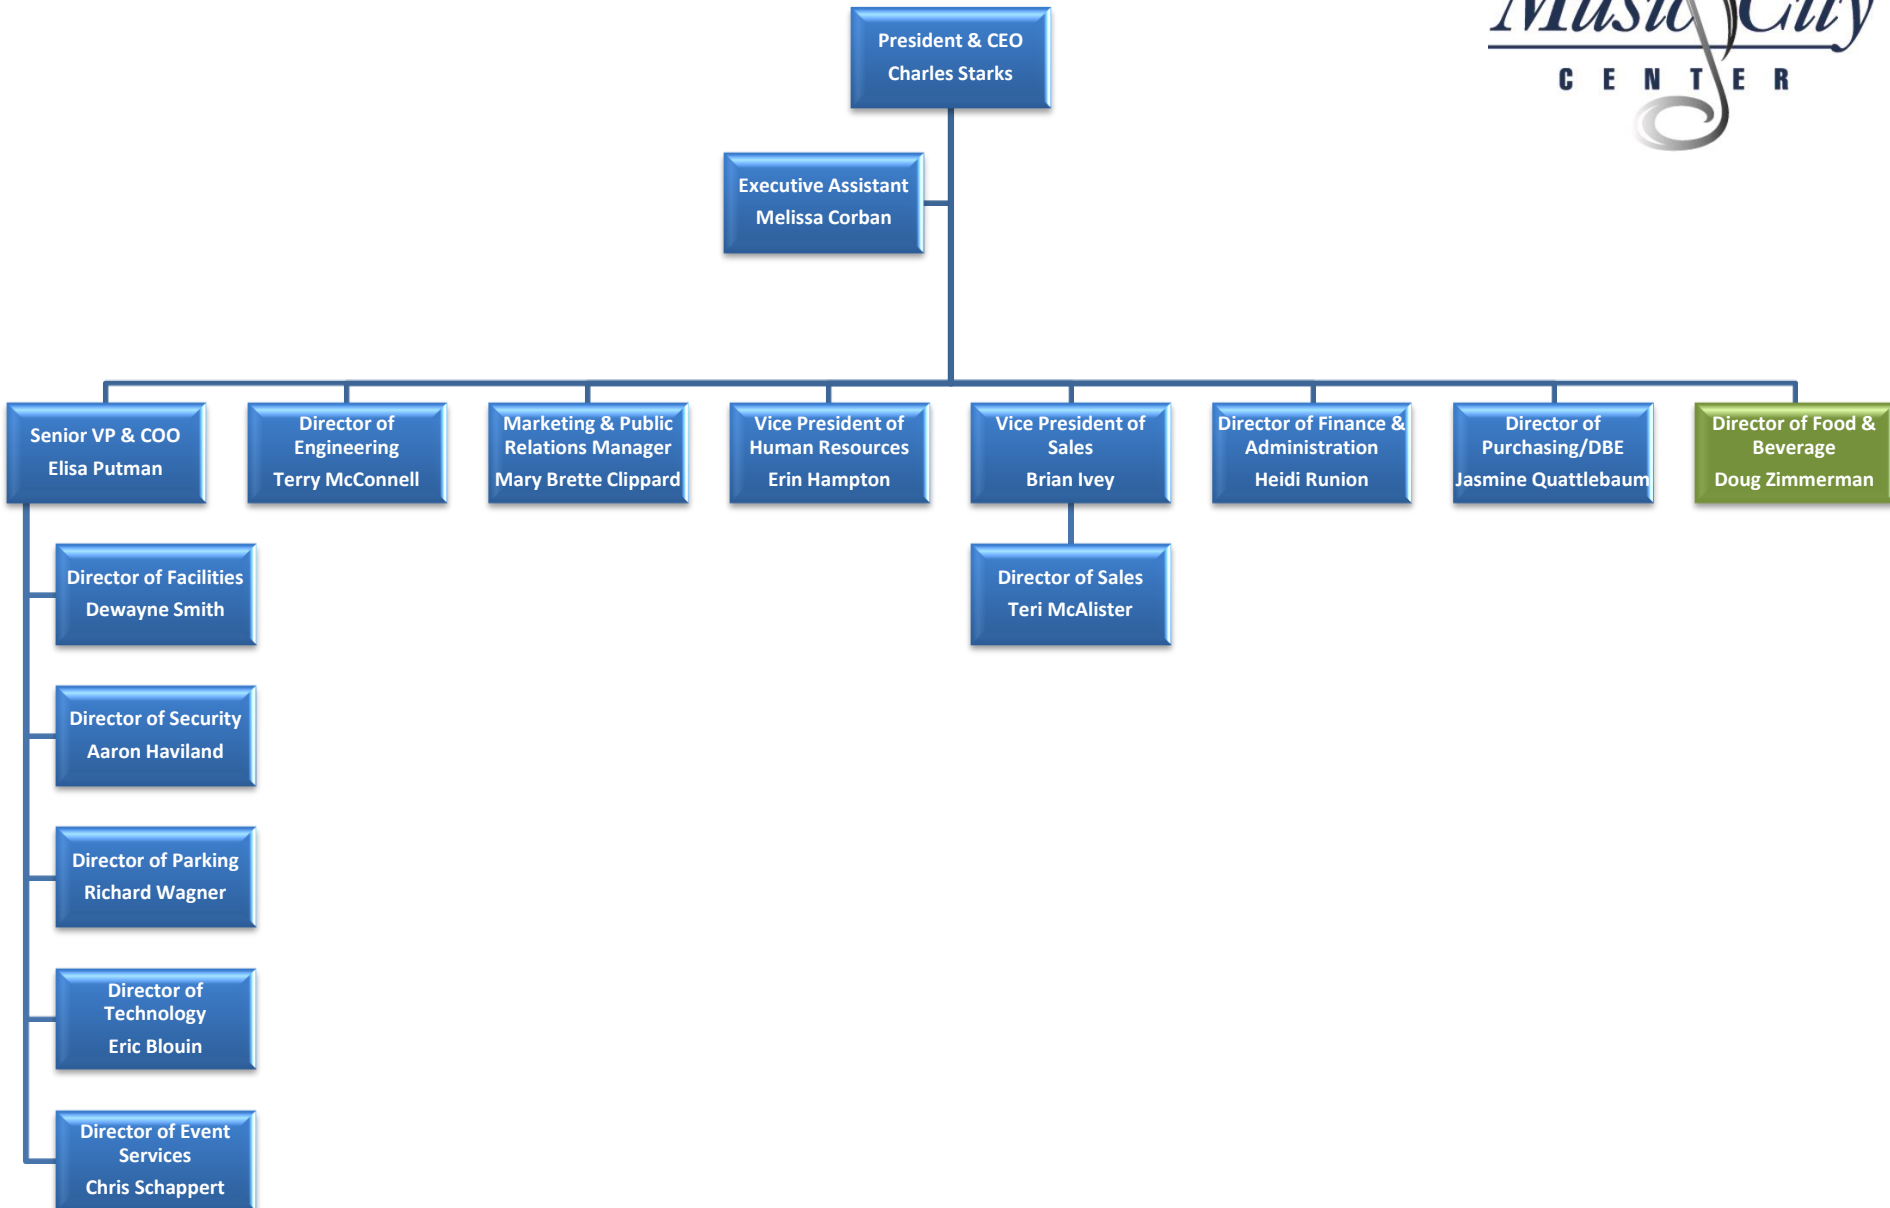 Music City
CENTER
President & CEO
Charles Starks
Executive Assistant
Melissa Corban
Senior VP & COO
Elisa Putman
Director of
Engineering
Terry McConnell
Marketing & Public
Relations Manager
Mary Brette Clippard
Vice President of
Human Resources
Erin Hampton
Vice President of
Sales
Brian Ivey
Director of Finance &
Administration
Heidi Runion
Director of
Purchasing/DBE
Jasmine Quattlebaum
Director of Food &
Beverage
Doug Zimmerman
Director of Facilities
Dewayne Smith
Director of Sales
Teri McAlister
Director of Security
Aaron Haviland
Director of Parking
Richard Wagner
Director of
Technology
Eric Blouin
Director of Event
Services
Chris Schappert